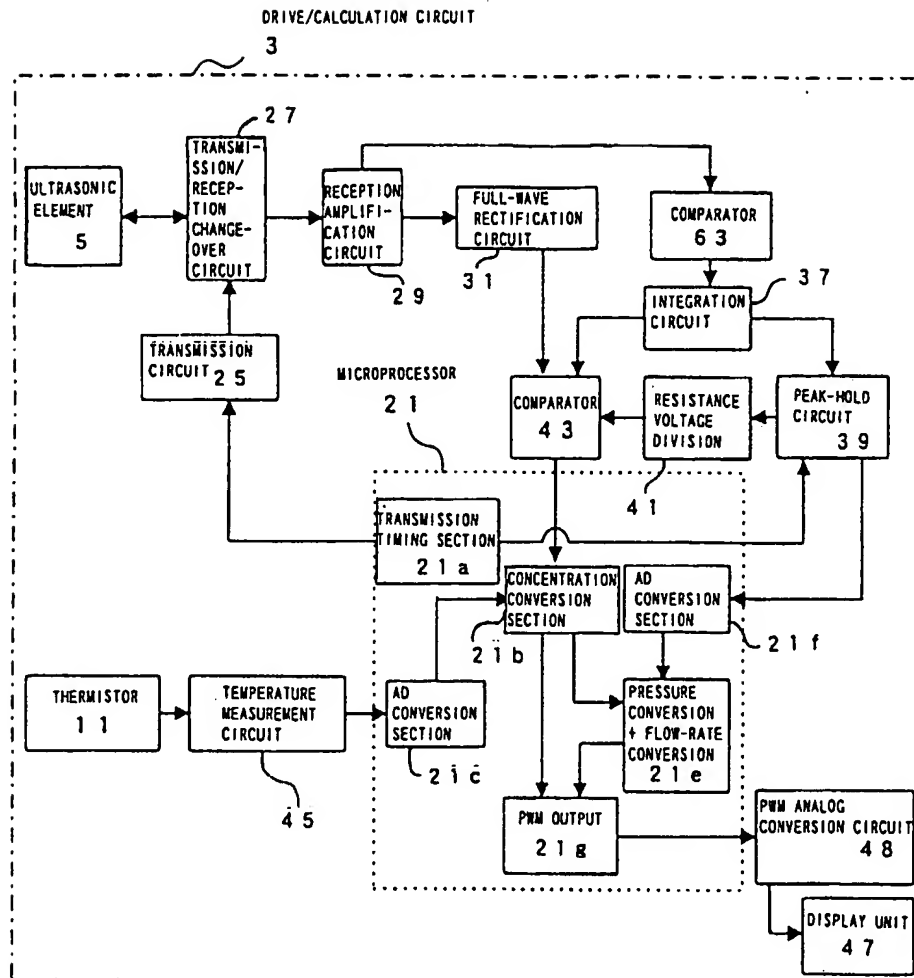 DRIVE/CALCULATION CIRCUIT
3
27
TRANSMIS-
SION/
RECEP-
TION
CHANGE-
OVER
CIRCUIT
ULTRASONIC
ELEMENT
5
RECEPTION
AMPLIFI-
CATION
CIRCUIT
29
FULL-WAVE
RECTIFICATION
CIRCUIT
31
COMPARATOR
63
INTEGRATION
CIRCUIT
37
TRANSMISSION
CIRCUIT 25
MICROPROCESSOR
21
COMPARATOR
43
RESISTANCE
VOLTAGE
DIVISION
41
PEAK-HOLD
CIRCUIT
39
TRANSMISSION
TIMING SECTION
21a
CONCENTRATION
CONVERSION
SECTION
21b
AD
CONVERSION
SECTION
21f
THERMISTOR
11
TEMPERATURE
MEASUREMENT
CIRCUIT
45
AD
CONVERSION
SECTION
21c
PRESSURE
CONVERSION
+ FLOW-RATE
CONVERSION
21e
PWM OUTPUT
21g
PWM ANALOG
CONVERSION CIRCUIT
48
DISPLAY UNIT
47